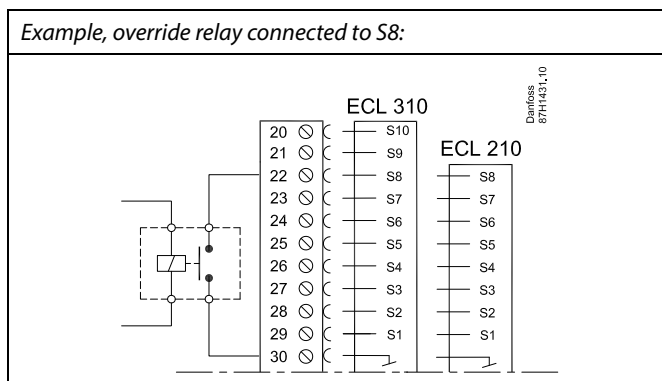 Example, override relay connected to S8:
Danfoss
87H1431.10
ECL 310
ECL 210
20 S10
21 S9
22 S8 S8
23 S7 S7
24 S6 S6
25 S5 S5
26 S4 S4
27 S3 S3
28 S2 S2
29 S1 S1
30